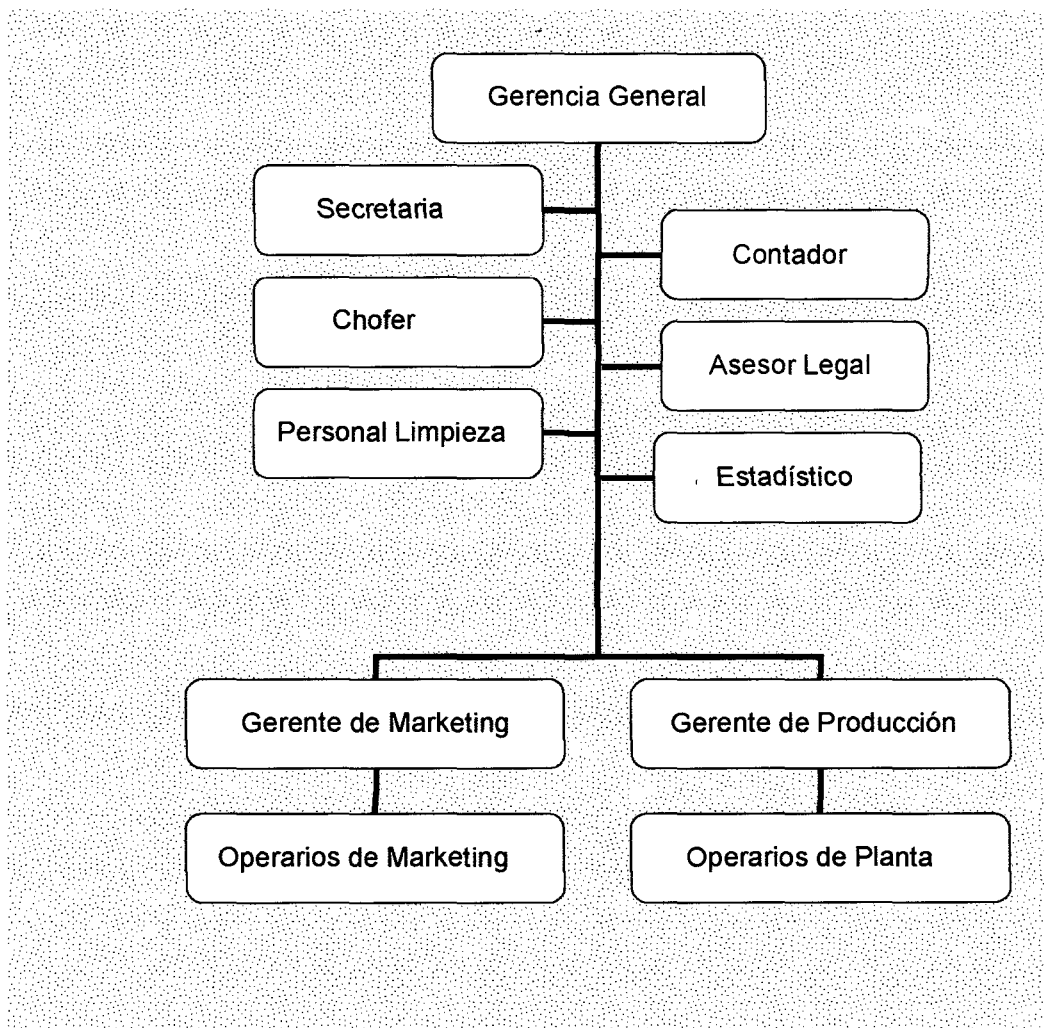 Gerencia General
Secretaria
Contador
Chofer
Asesor Legal
Personal Limpieza
Estadístico
Gerente de Marketing
Gerente de Producción
Operarios de Marketing
Operarios de Planta